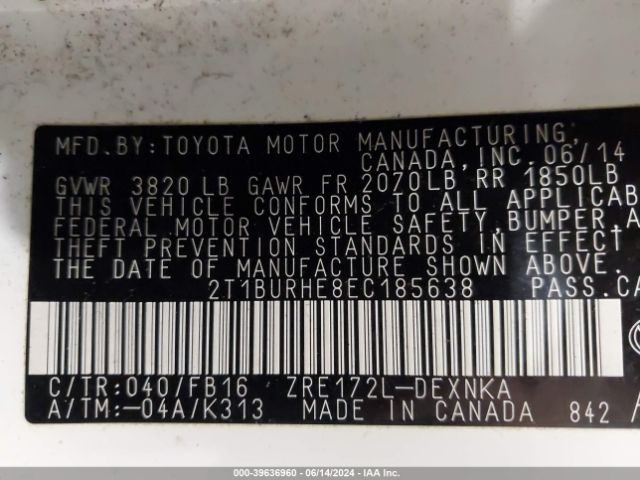 MFD. BY: TOYOTA MOTOR MANUFACTURING,
CANADA, INC. 06/14
GVWR 3820 LB GAWR FR 2070LB RR 1850LB
THIS VEHICLE CONFORMS TO ALL APPLICAB
FEDERAL MOTOR VEHICLE SAFETY, BUMPER, A
THEFT PREVENTION STANDARDS IN EFFECT
THE DATE OF MANUFACTURE SHOWN ABOVE.
2T1BURHE8EC185638 PASS. CA
C/TR: 040/FB16 ZRE172L-DEXNKA
A/TM:-04A/K313 MADE IN CANADA 842
000-39636960 - 06/14/2024 - IAA Inc.